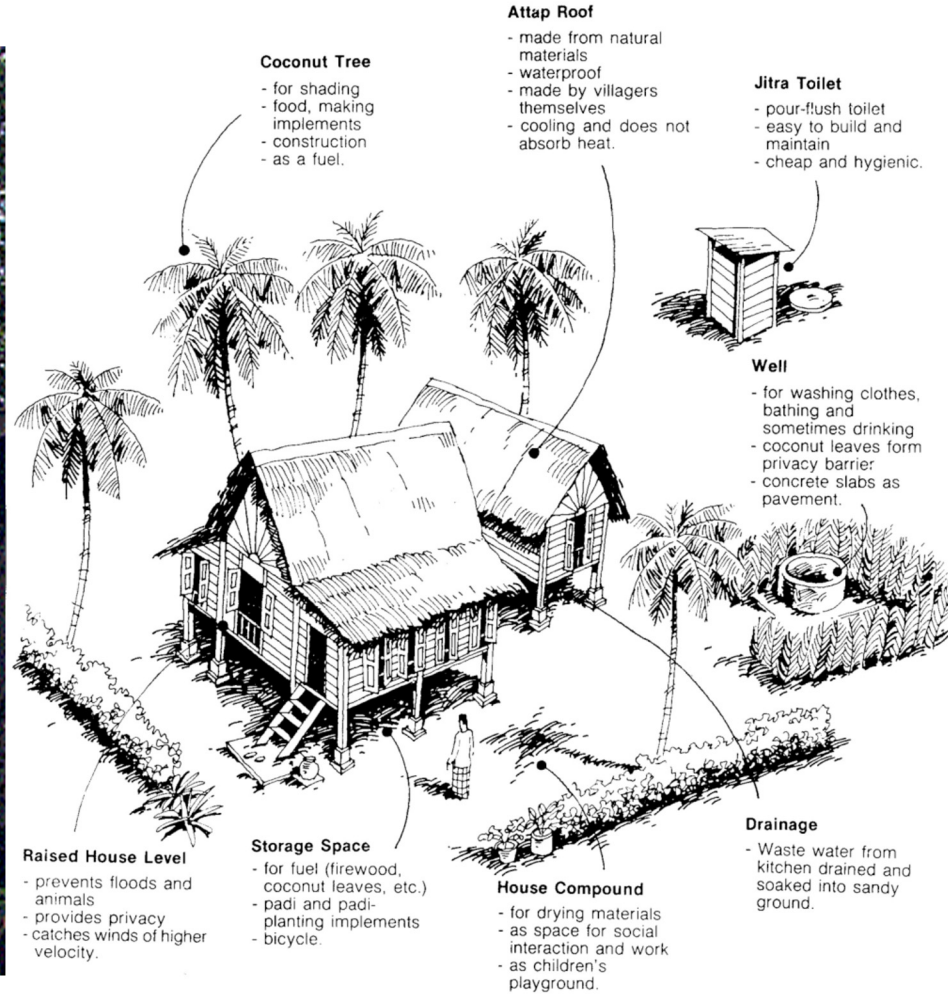 Attap Roof
- made from natural
materials
- waterproof
- made by villagers
themselves
- cooling and does not
absorb heat.
Coconut Tree
- for shading
- food, making
implements
- construction
- as a fuel.
Jitra Toilet
- pour-flush toilet
- easy to build and
maintain
- cheap and hygienic.
Well
- for washing clothes,
bathing and
sometimes drinking
- coconut leaves form
privacy barrier
- concrete slabs as
pavement.
Raised House Level
- prevents floods and
animals
- provides privacy
- catches winds of higher
velocity.
Storage Space
- for fuel (firewood,
coconut leaves, etc.)
- padi and padi-
planting implements
- bicycle.
House Compound
- for drying materials
- as space for social
interaction and work
- as children's
playground.
Drainage
- Waste water from
kitchen drained and
soaked into sandy
ground.